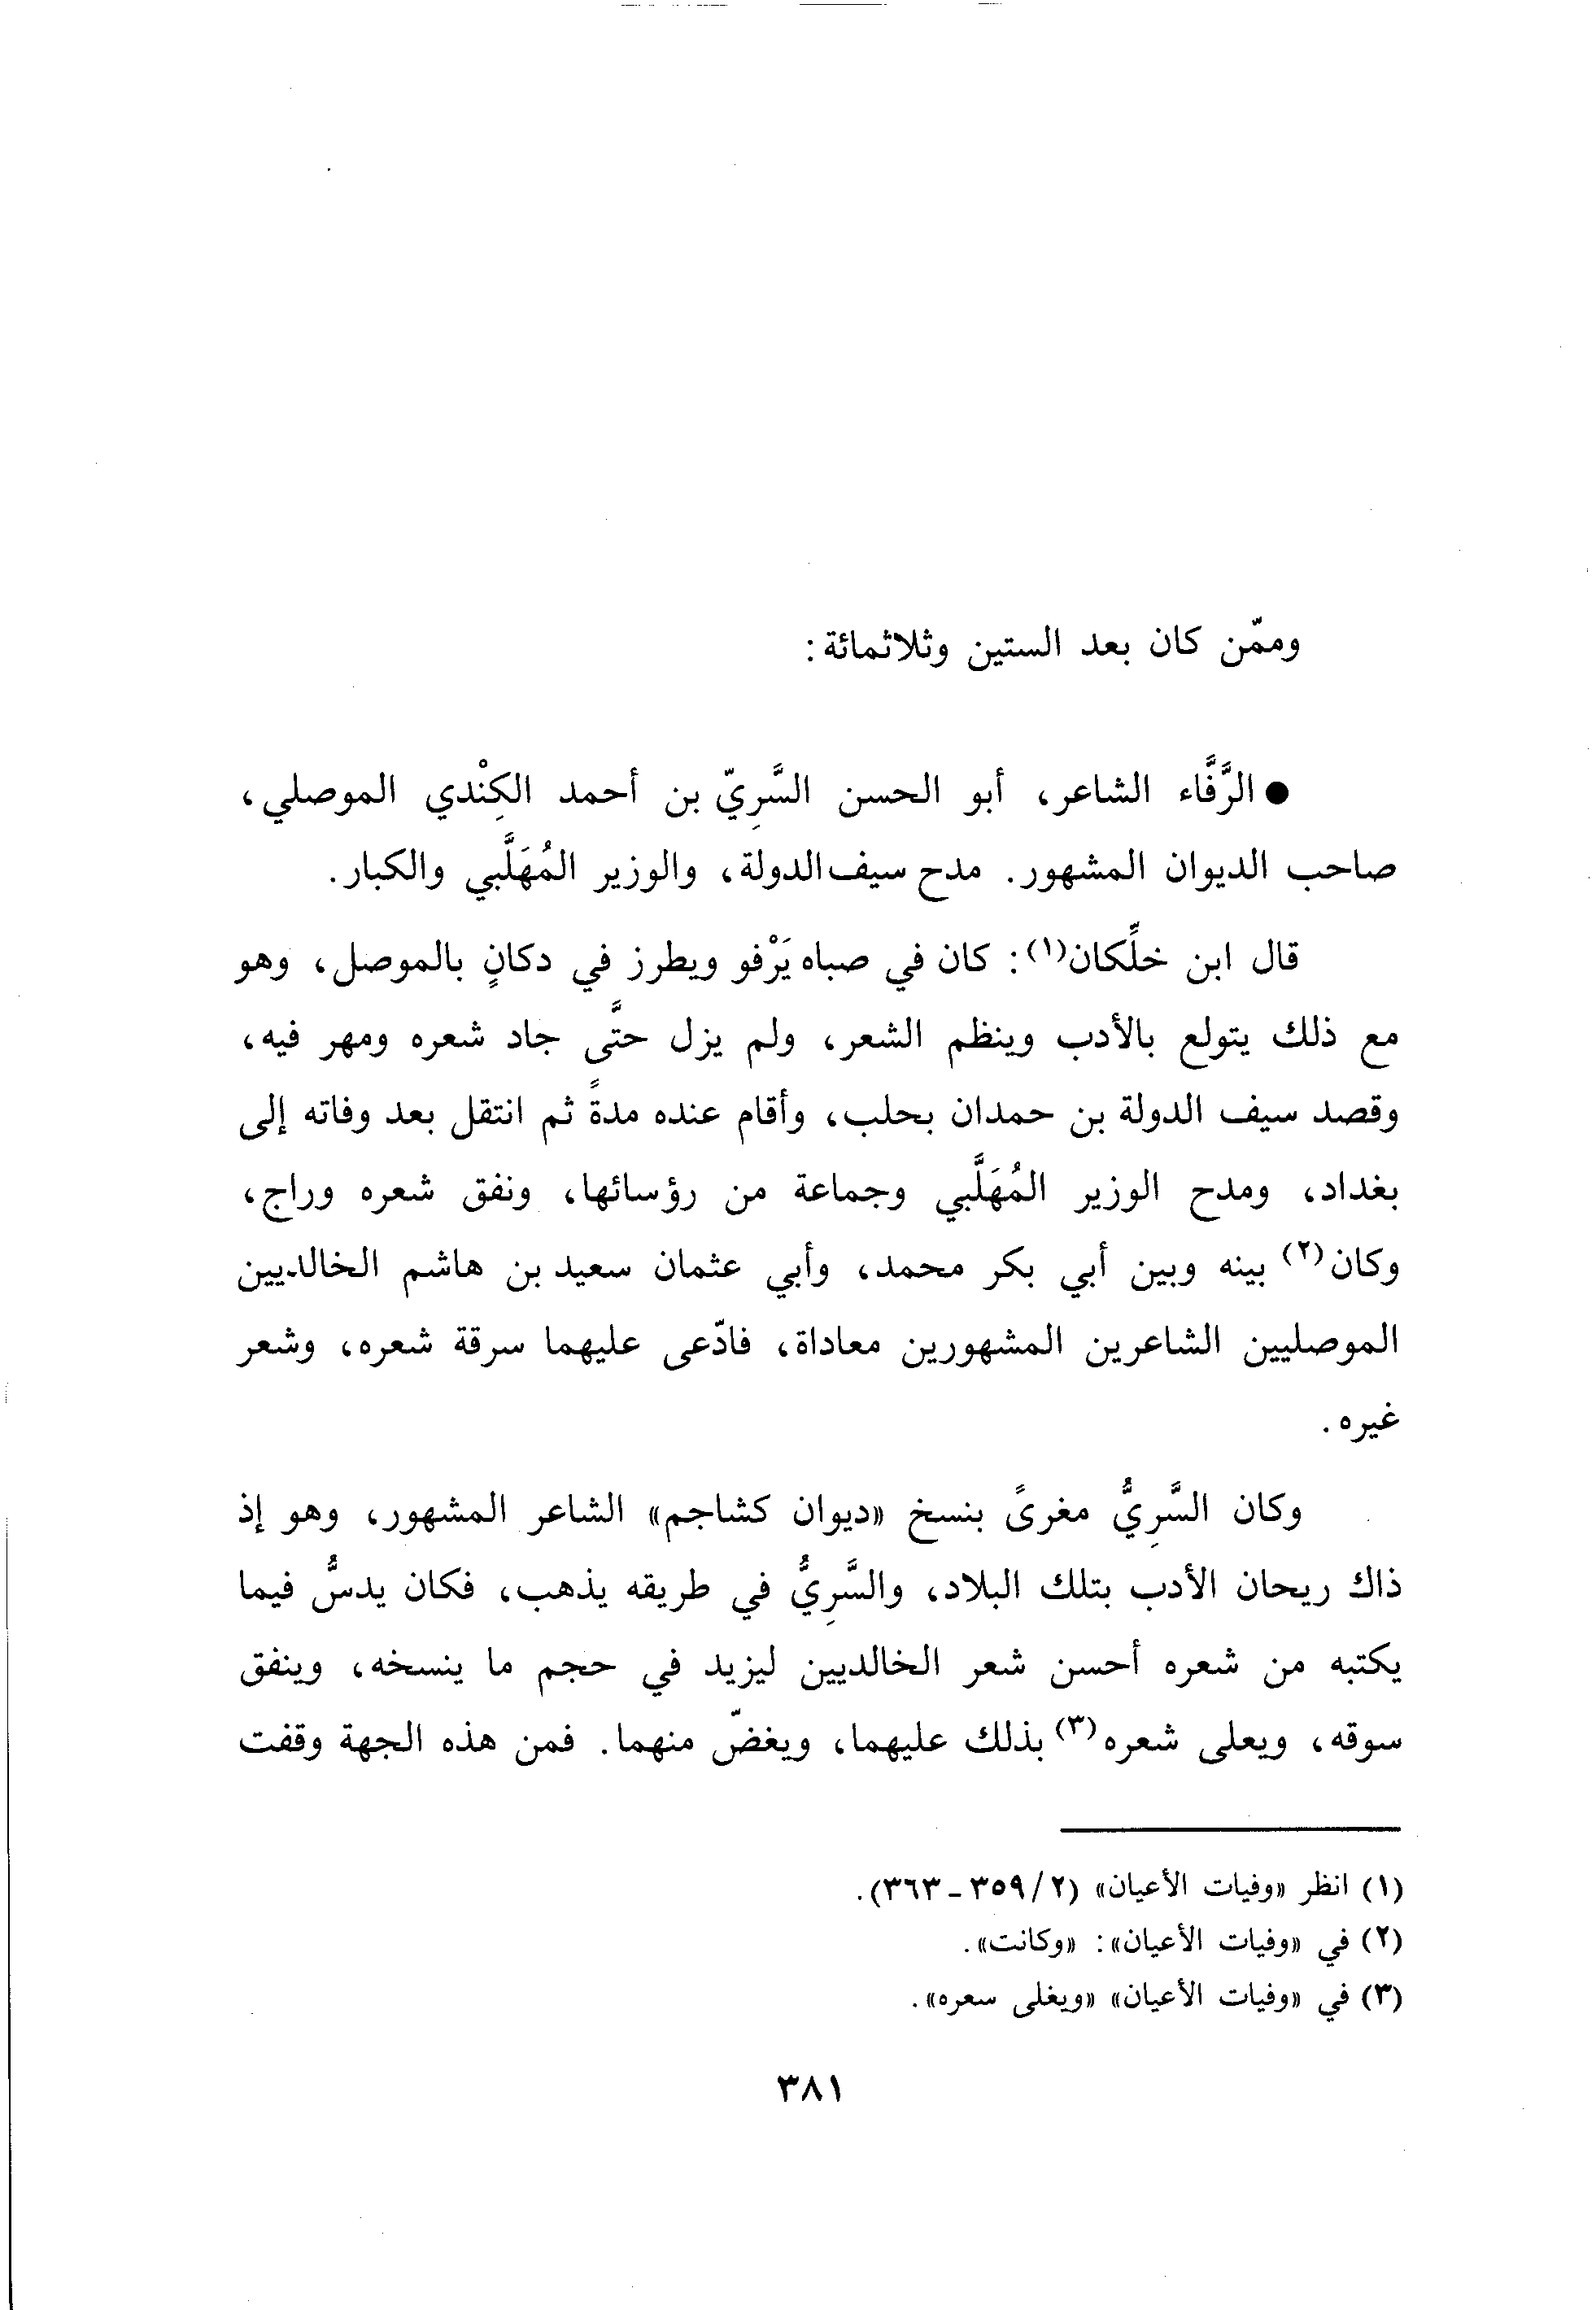 وممّن كان بعد الستين وثلاثمائة:
● الرَّفَّاء الشاعر، أبو الحسن السَّرِيّ بن أحمد الكِنْدي الموصلي،
صاحب الديوان المشهور. مدح سيف الدولة، والوزير المُهَلَّبي والكبار.
قال ابن خلِّكان(١): كان في صباه يَرْفو ويطرز في دكانٍ بالموصل، وهو
مع ذلك يتولع بالأدب وينظم الشعر، ولم يزل حتَّى جاد شعره ومهر فيه،
وقصد سيف الدولة بن حمدان بحلب، وأقام عنده مدةً ثم انتقل بعد وفاته إلى
بغداد، ومدح الوزير المُهَلَّبي وجماعة من رؤسائها، ونفق شعره وراج،
وكان(٢) بينه وبين أبي بكر محمد، وأبي عثمان سعيد بن هاشم الخالديين
الموصليين الشاعرين المشهورين معاداة، فادّعى عليهما سرقة شعره، وشعر
غيره.
وكان السَّرِيُّ مغرىً بنسخ «ديوان كشاجم» الشاعر المشهور، وهو إذ
ذاك ريحان الأدب بتلك البلاد، والسَّرِيُّ في طريقه يذهب، فكان يدسُّ فيما
يكتبه من شعره أحسن شعر الخالديين ليزيد في حجم ما ينسخه، وينفق
سوقه، ويعلى شعره(٣) بذلك عليهما، ويغضّ منهما. فمن هذه الجهة وقفت
(١) انظر «وفيات الأعيان» (٢/ ٣٥٩ - ٣٦٣).
(٢) في «وفيات الأعيان»: «وكانت».
(٣) في «وفيات الأعيان» «ويغلى سعره».
٣٨١